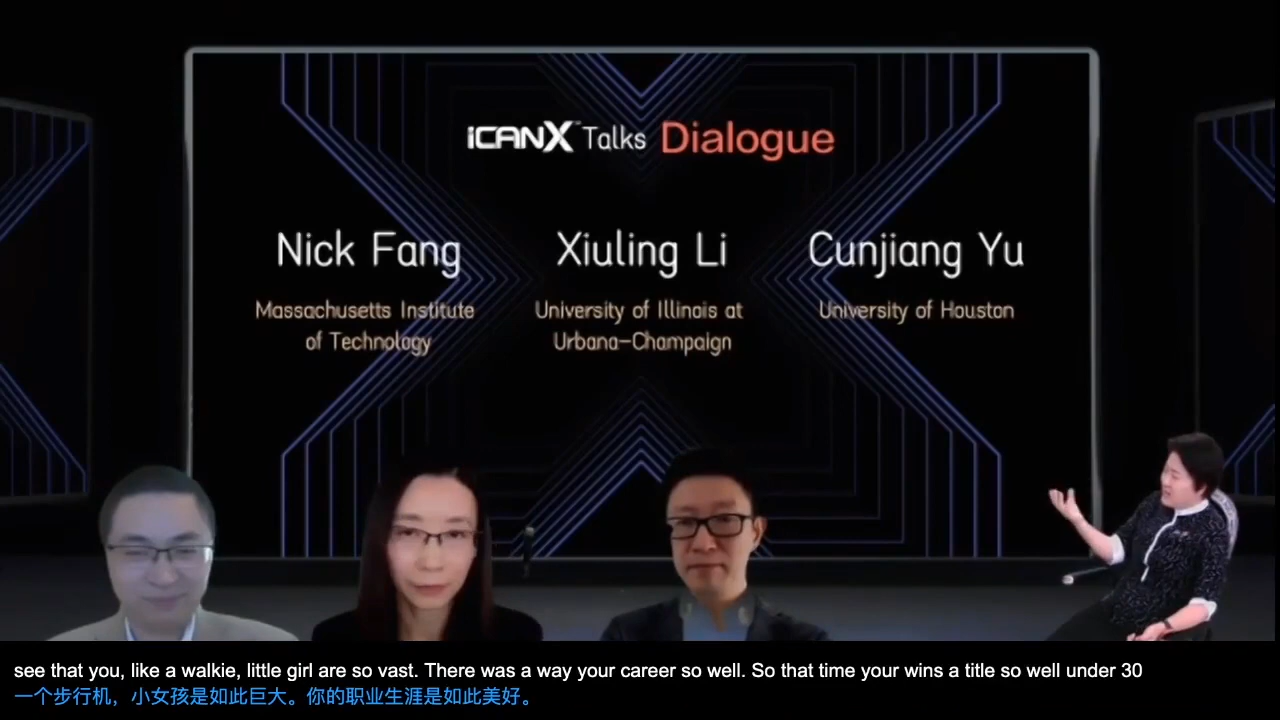 iCANX™ Talks Dialogue
Nick Fang
Massachusetts Institute
of Technology
Xiuling Li
University of Illinois at
Urbana-Champaign
Cunjiang Yu
University of Houston
see that you, like a walkie, little girl are so vast. There was a way your career so well. So that time your wins a title so well under 30
一个步行机，小女孩是如此巨大。你的职业生涯是如此美好。